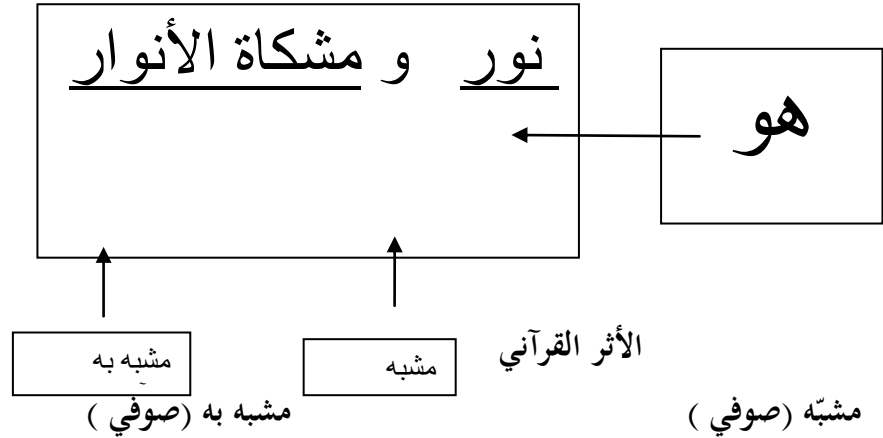 نور و مشكاة الأنوار
هو
الأثر القرآني
مشبه
مشبه به
مشبّه (صوفي )
مشبه به (صوفي )